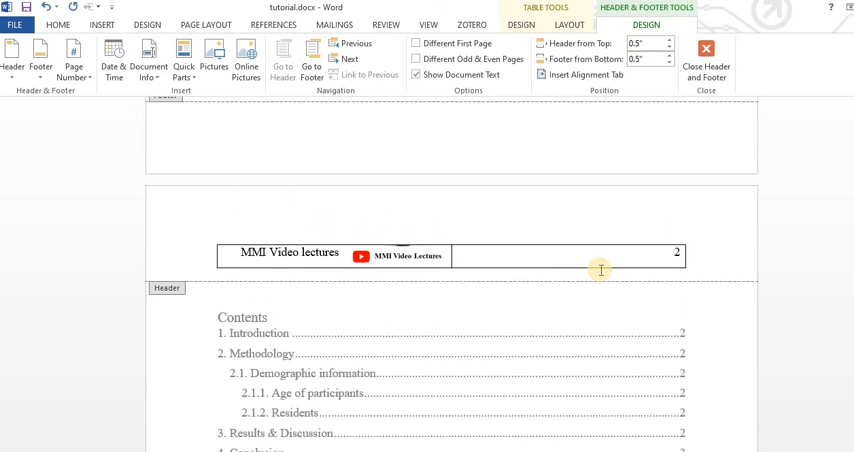 tutorial.docx - Word
TABLE TOOLS
HEADER & FOOTER TOOLS
?
FILE HOME INSERT DESIGN PAGE LAYOUT REFERENCES MAILINGS REVIEW VIEW ZOTERO DESIGN LAYOUT DESIGN
Header Footer Page Number
Date & Time Document Info Quick Parts Pictures Online Pictures
Go to Header Go to Footer
Previous
Next
Link to Previous
Different First Page
Different Odd & Even Pages
Show Document Text
Header from Top: 0.5"
Footer from Bottom: 0.5"
Insert Alignment Tab
Close Header and Footer
Header & Footer Insert Navigation Options Position Close
MMI Video lectures MMI Video Lectures 2
Header
Contents
1. Introduction ........ 2
2. Methodology ........ 2
2.1. Demographic information ........ 2
2.1.1. Age of participants ........ 2
2.1.2. Residents ........ 2
3. Results & Discussion ........ 2